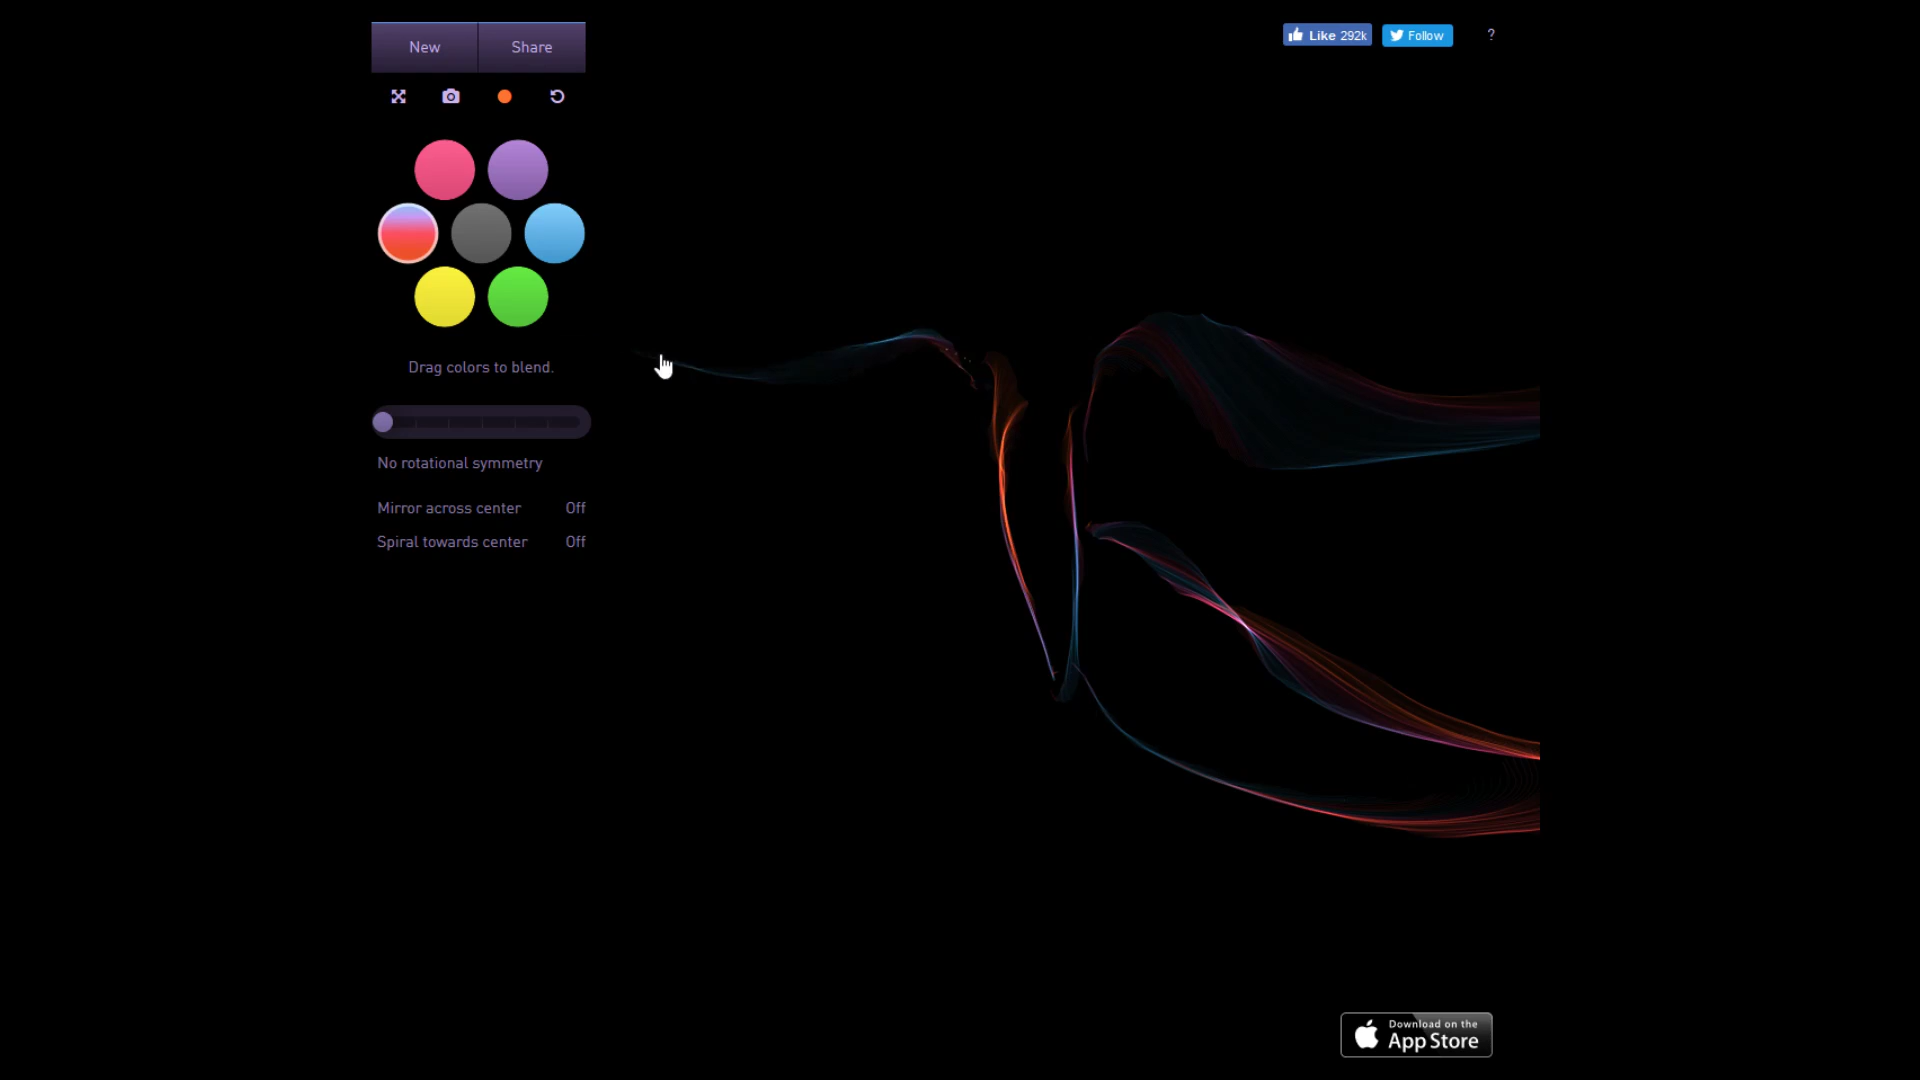 New
Share
Like 292k
Follow
?
Drag colors to blend.
No rotational symmetry
Mirror across center Off
Spiral towards center Off
Download on the
App Store